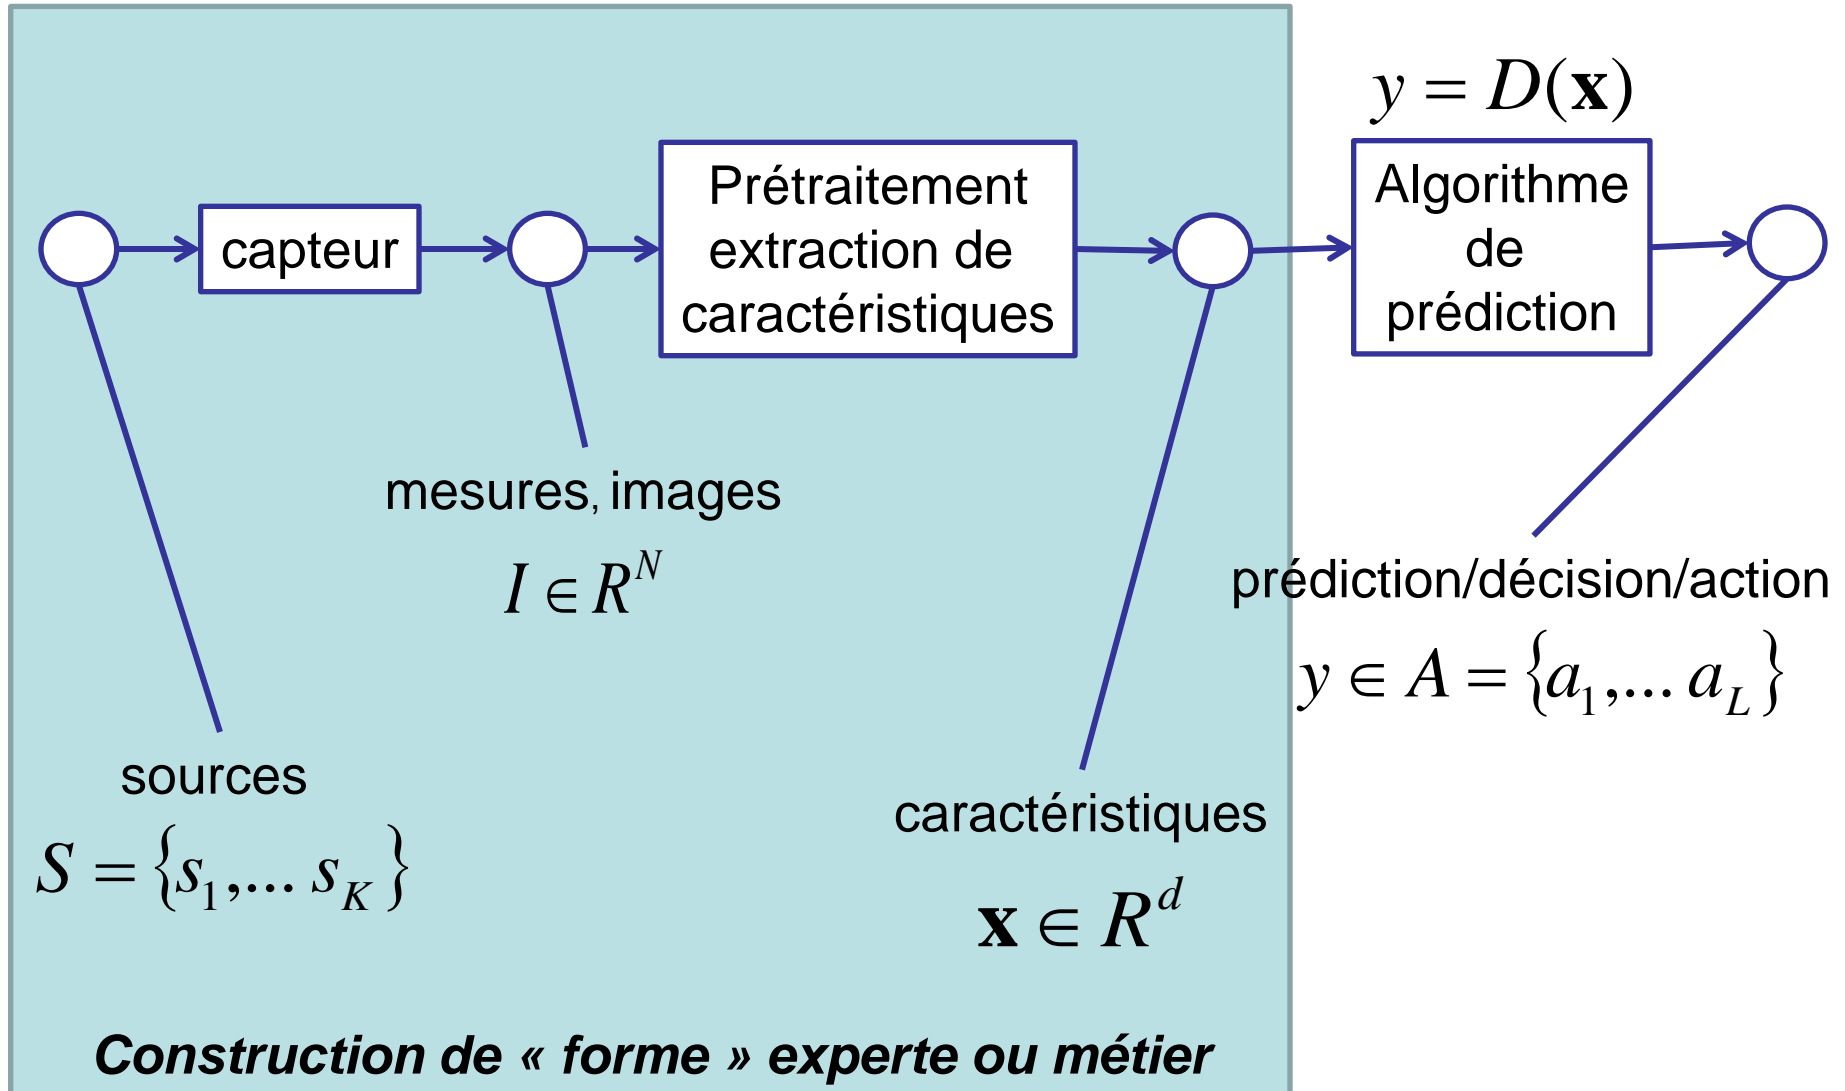 y = D(x)
capteur
Prétraitement
extraction de
caractéristiques
Algorithme
de
prédiction
mesures, images
I ∈ R^N
prédiction/décision/action
y ∈ A = {a_1,... a_L}
sources
S = {s_1,... s_K}
caractéristiques
x ∈ R^d
Construction de « forme » experte ou métier